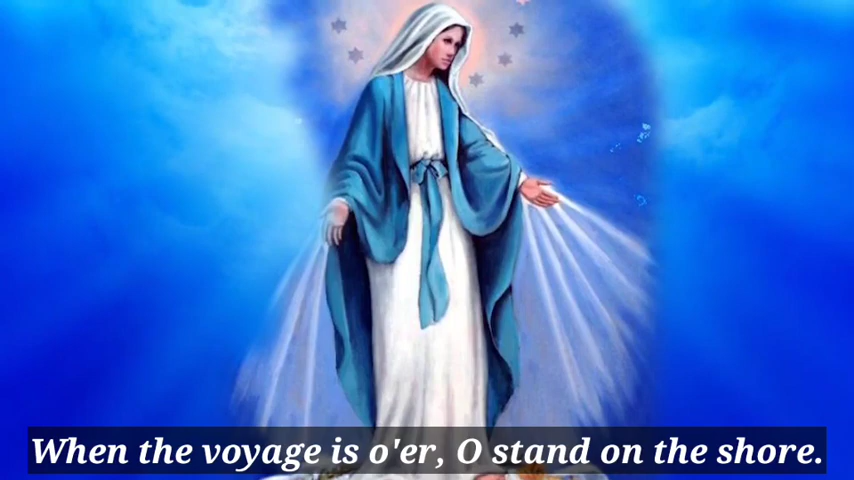 When the voyage is o'er, O stand on the shore.